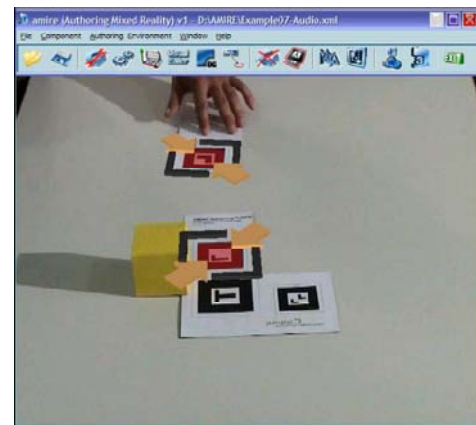 amire (Authoring Mixed Reality) v1 - D:\AMIRE\Example07-Audio.xml
File Component Authoring Environment Window Help